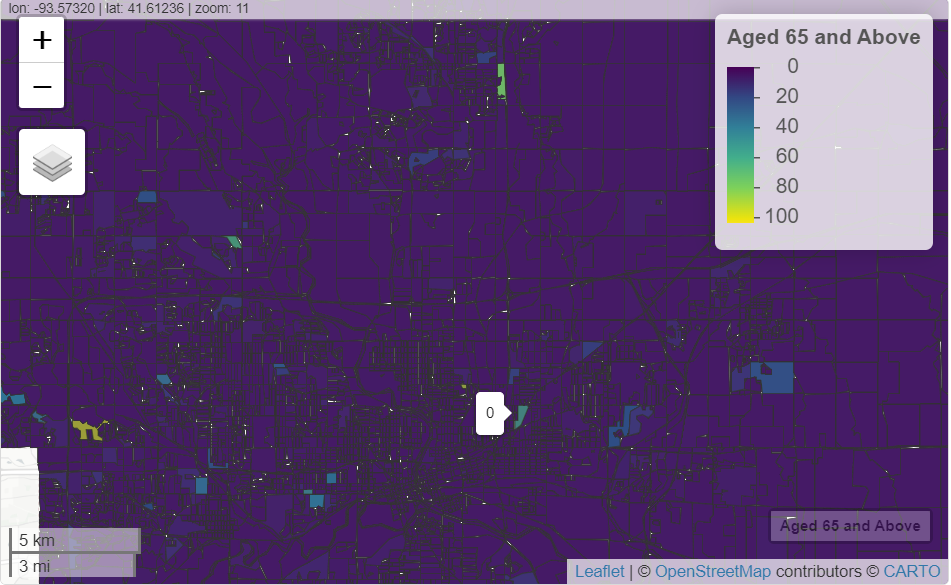 lon: -93.57320 | lat: 41.61236 | zoom: 11
+
−
Aged 65 and Above
0
20
40
60
80
100
0
5 km
3 mi
Aged 65 and Above
Leaflet | © OpenStreetMap contributors © CARTO